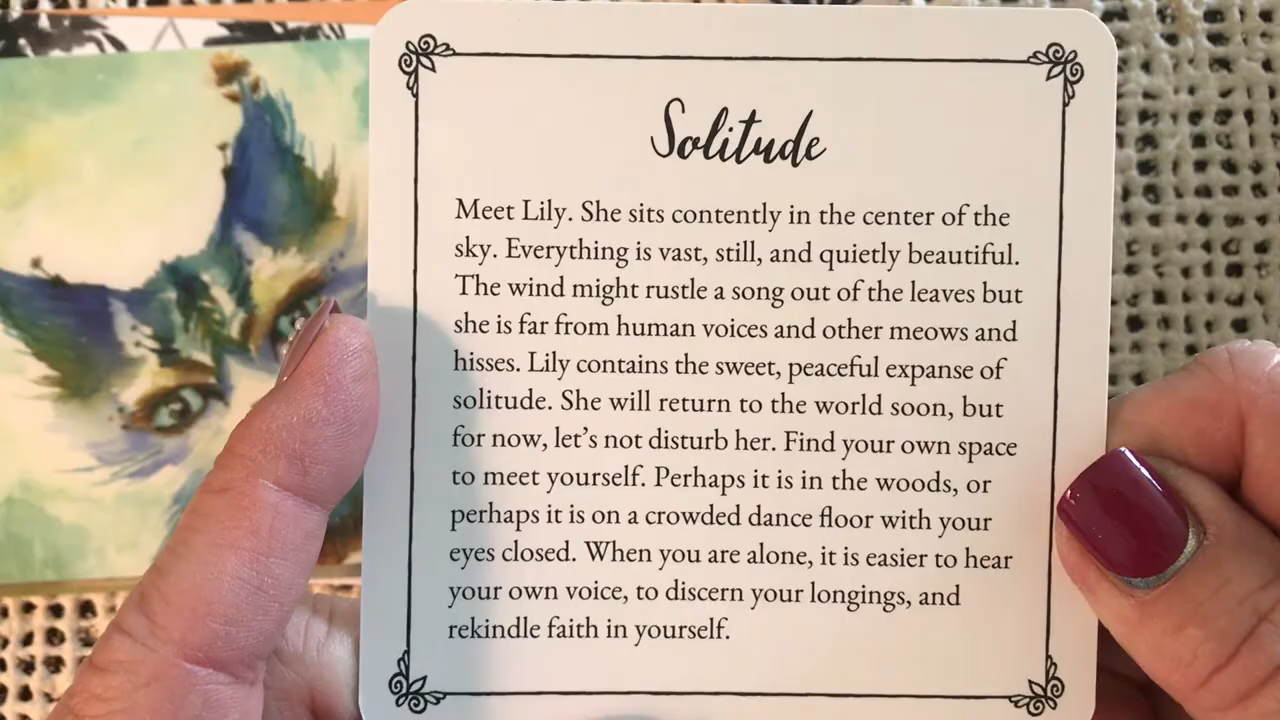 Solitude
Meet Lily. She sits contently in the center of the
sky. Everything is vast, still, and quietly beautiful.
The wind might rustle a song out of the leaves but
she is far from human voices and other meows and
hisses. Lily contains the sweet, peaceful expanse of
solitude. She will return to the world soon, but
for now, let’s not disturb her. Find your own space
to meet yourself. Perhaps it is in the woods, or
perhaps it is on a crowded dance floor with your
eyes closed. When you are alone, it is easier to hear
your own voice, to discern your longings, and
rekindle faith in yourself.